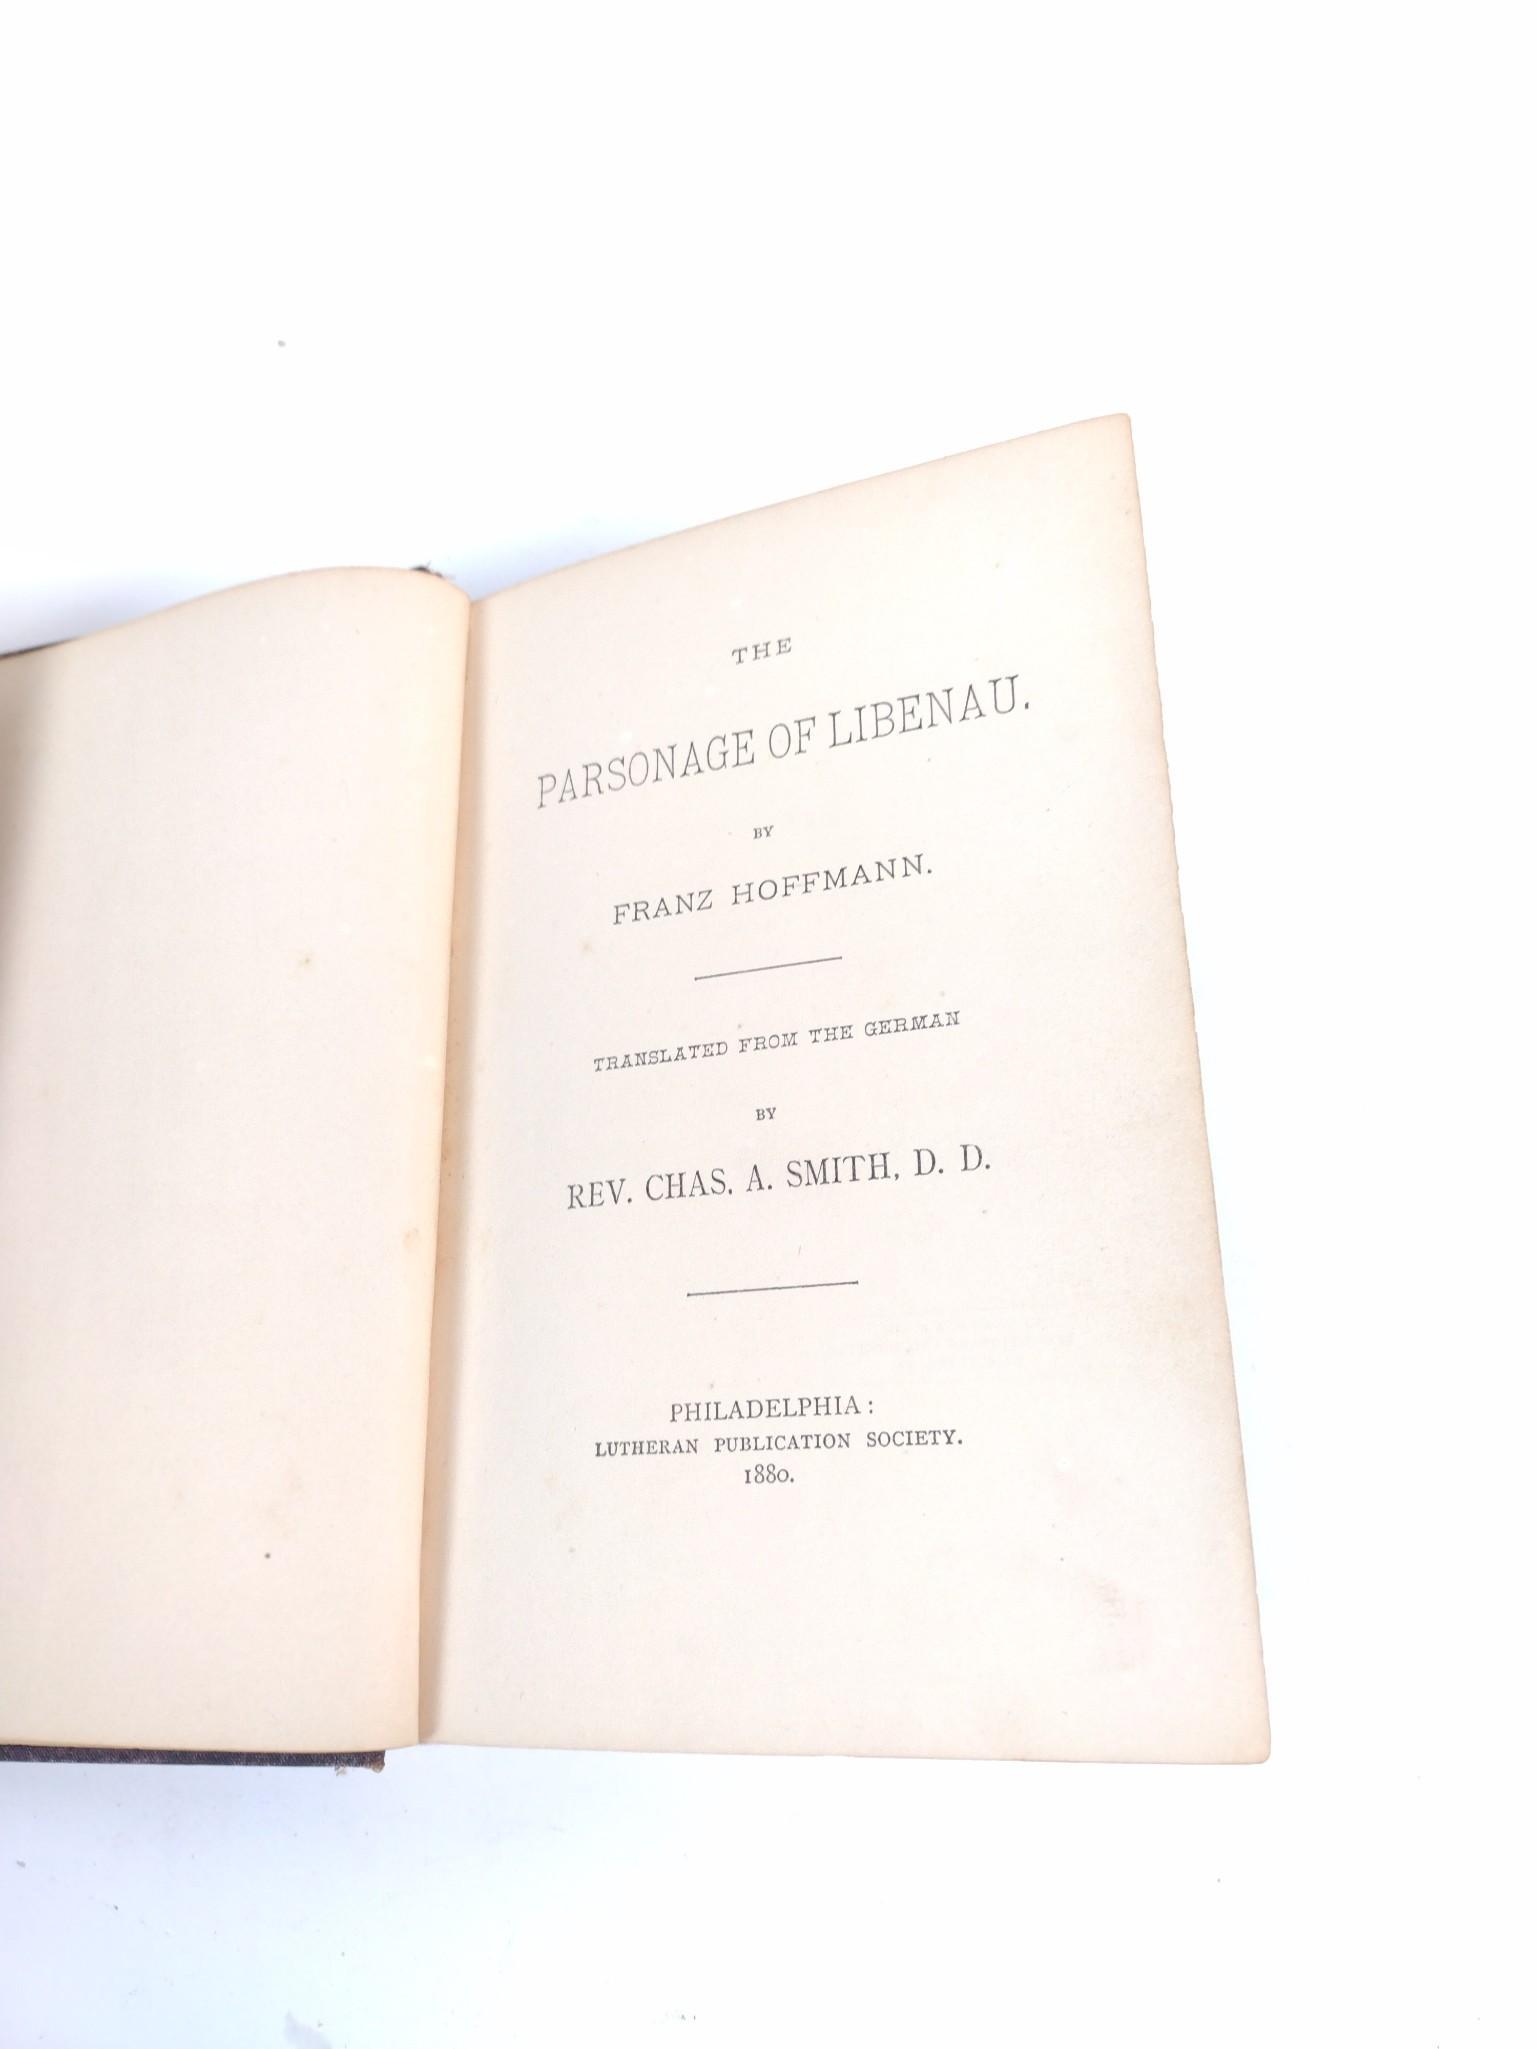 THE
PARSONAGE OF LIBENAU.
BY
FRANZ HOFFMANN.
TRANSLATED FROM THE GERMAN
BY
REV. CHAS. A. SMITH, D. D.
PHILADELPHIA:
LUTHERAN PUBLICATION SOCIETY.
1880.